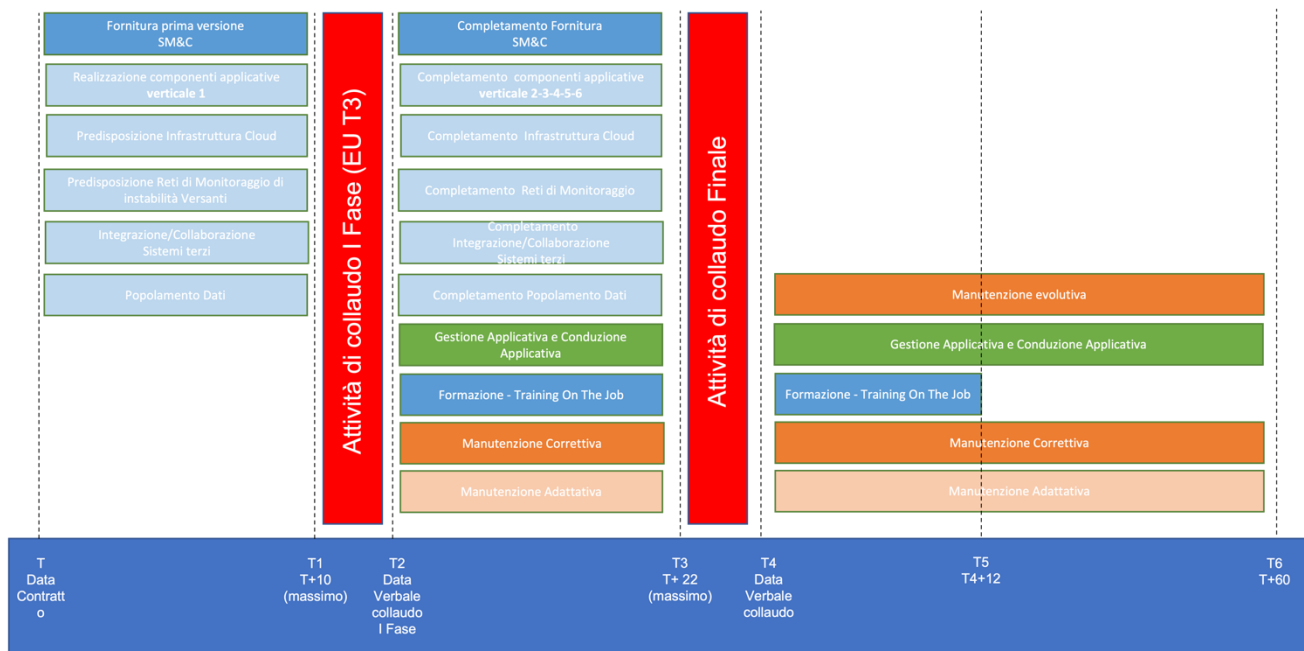 Fornitura prima versione
SM&C
Realizzazione componenti applicative
verticale 1
Predisposizione Infrastruttura Cloud
Predisposizione Reti di Monitoraggio di
instabilità Versanti
Integrazione/Collaborazione
Sistemi terzi
Popolamento Dati
Attività di collaudo I Fase (EU T3)
Completamento Fornitura
SM&C
Completamento componenti applicative
verticale 2-3-4-5-6
Completamento Infrastruttura Cloud
Completamento Reti di Monitoraggio
Completamento
Integrazione/Collaborazione
Sistemi terzi
Completamento Popolamento Dati
Gestione Applicativa e Conduzione
Applicativa
Formazione - Training On The Job
Manutenzione Correttiva
Manutenzione Adattativa
Attività di collaudo Finale
Manutenzione evolutiva
Gestione Applicativa e Conduzione Applicativa
Formazione - Training On The Job
Manutenzione Correttiva
Manutenzione Adattativa
T
Data
Contratt
o
T1
T+10
(massimo)
T2
Data
Verbale
collaudo
I Fase
T3
T+ 22
(massimo)
T4
Data
Verbale
collaudo
T5
T4+12
T6
T+60